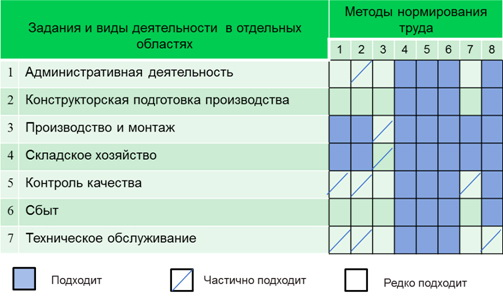 Задания и виды деятельности в отдельных областях
Методы нормирования труда
1 2 3 4 5 6 7 8
1 Административная деятельность
2 Конструкторская подготовка производства
3 Производство и монтаж
4 Складское хозяйство
5 Контроль качества
6 Сбыт
7 Техническое обслуживание
Подходит Частично подходит Редко подходит